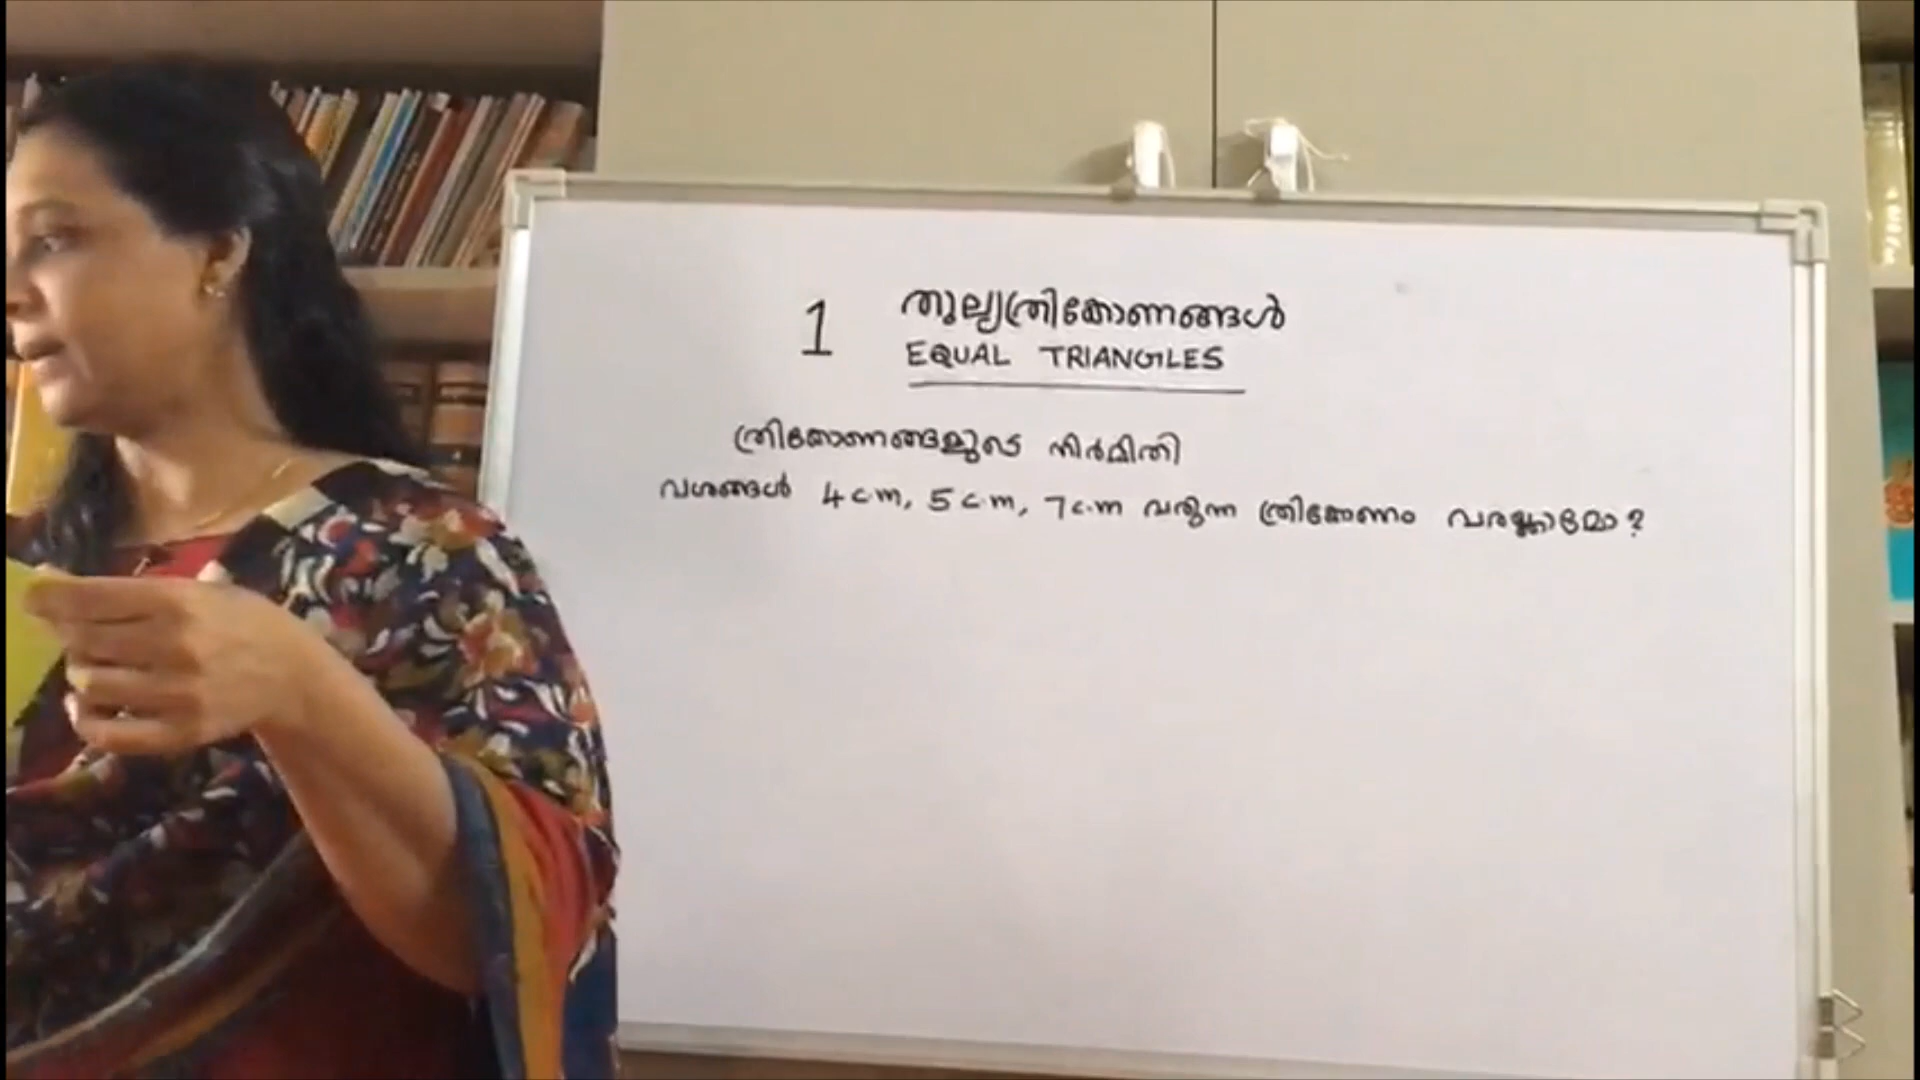 1 തുല്യത്രികോണങ്ങൾ
EQUAL TRIANGLES
ത്രികോണങ്ങളുടെ നിർമിതി
വശങ്ങൾ 4cm, 5cm, 7cm വരുന്ന ത്രികോണം വരയ്ക്കാമോ?